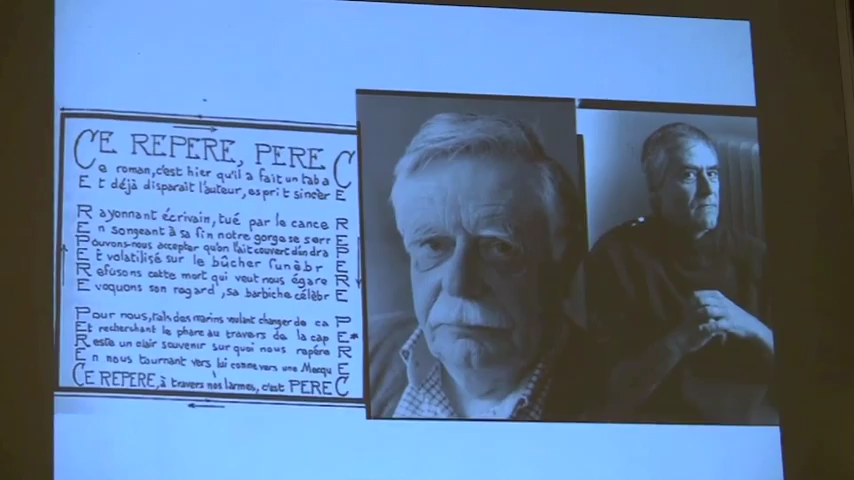 CE REPERE, PEREC
Ce roman, c'est hier qu'il a fait un taba
Et déjà disparaît l'auteur, esprit sincèr
Rayonnant écrivain, tué par le cance
En songeant à sa fin notre gorge se serr
Pouvons-nous accepter qu'on l'ait couvert d'un dra
Et volatilisé sur le bûcher funèbr
Refusons cette mort qui veut nous égare
Evoquons son regard, sa barbiche célèbr
Pour nous, tels des marins voulant changer de ca
Et recherchant le phare au travers de la cap
Reste un clair souvenir sur quoi nous repère
En nous tournant vers lui comme vers une Mecqu
CE REPERE, à travers nos larmes, c'est PEREC
CE REPERE PEREC